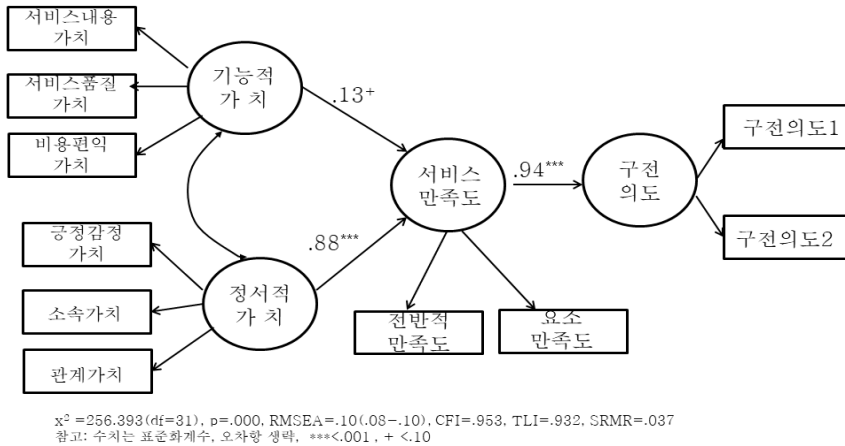 서비스내용
가치
서비스품질
가치
비용편익
가치
기능적
가 치
.13+
긍정감정
가치
소속가치
관계가치
정서적
가 치
.88***
서비스
만족도
전반적
만족도
요소
만족도
.94***
구전
의도
구전의도1
구전의도2
x² =256.393(df=31), p=.000, RMSEA=.10(.08-.10), CFI=.953, TLI=.932, SRMR=.037
참고: 수치는 표준화계수, 오차항 생략, ***<.001 , + <.10